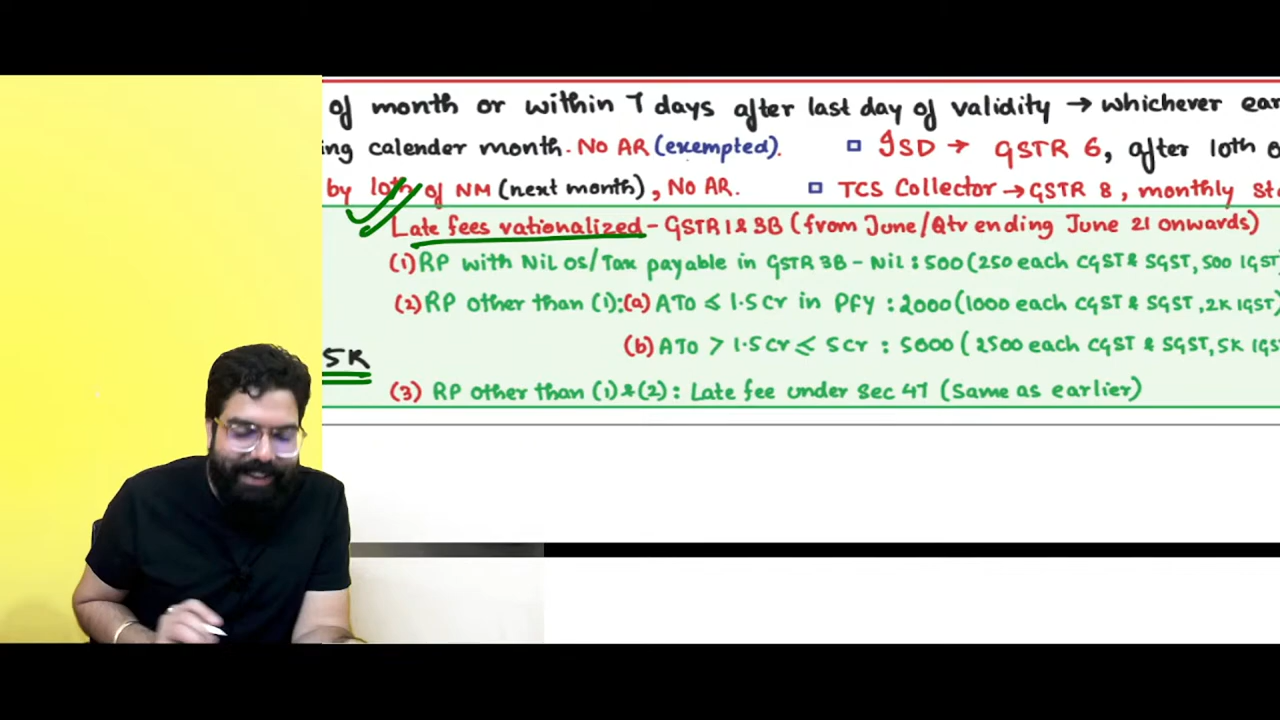 of month or within 7 days after last day of validity → whichever ear
ing calender month. NO AR (exempted). ISD → GSTR 6, after 10th o
by 10th of NM (next month), NO AR. TCS Collector → GSTR 8, monthly st
Late fees rationalized - GSTR 1 & 3B (from June/Qtr ending June 21 onwards)
(1) RP with Nil OS/Tax payable in GSTR 3B - Nil : 500 (250 each CGST & SGST, 500 IGST
(2) RP other than (1): (a) ATO ≤ 1.5 Cr in PFY : 2000 (1000 each CGST & SGST, 2K IGST)
(b) ATO > 1.5 Cr ≤ 5 Cr : 5000 (2500 each CGST & SGST, 5K IGS
5K
(3) RP other than (1) & (2) : Late fee under Sec 47 (Same as earlier)